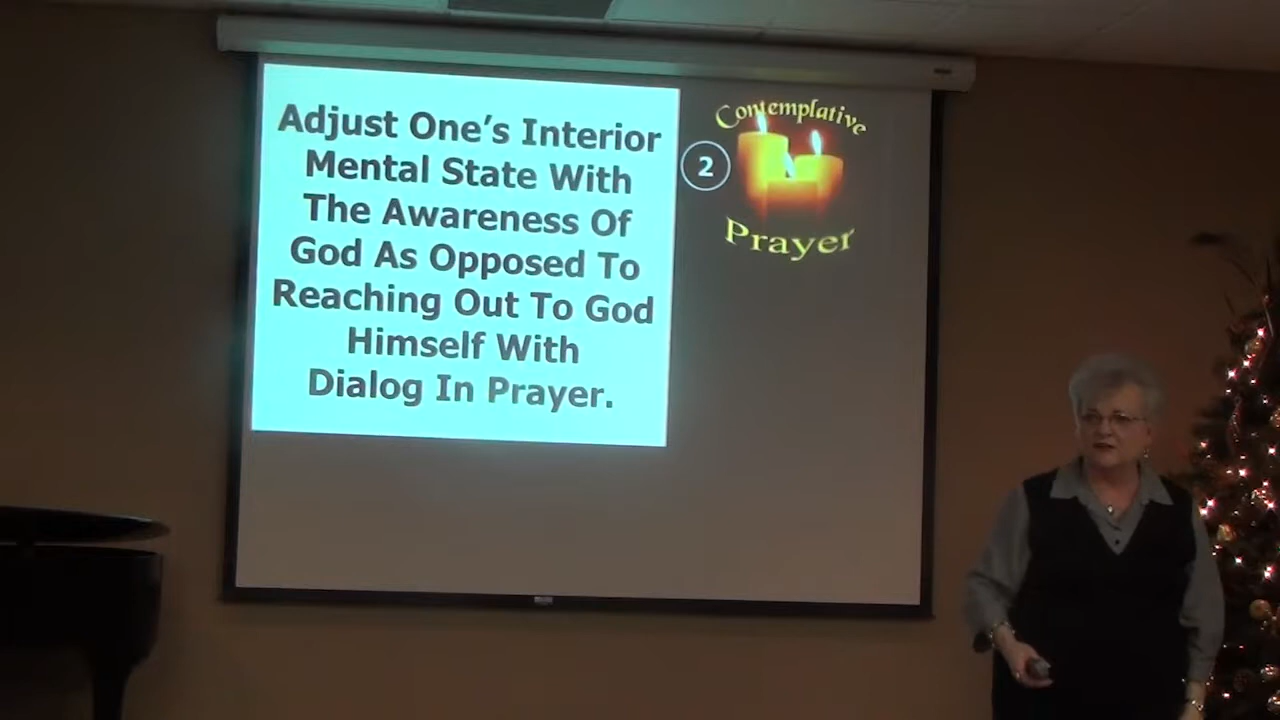 Adjust One's Interior
Mental State With
The Awareness Of
God As Opposed To
Reaching Out To God
Himself With
Dialog In Prayer.
2
Contemplative
Prayer